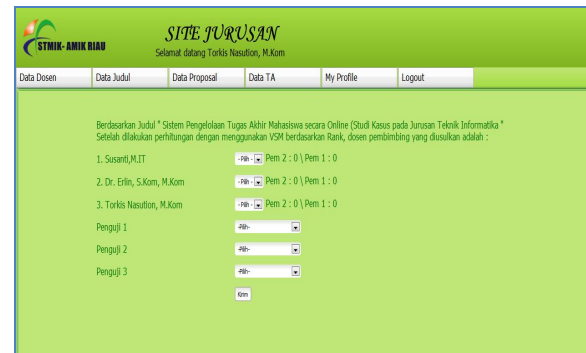 SITE JURUSAN
STMIK- AMIK RIAU
Selamat datang Torkis Nasution, M.Kom
Data Dosen Data Judul Data Proposal Data TA My Profile Logout
Berdasarkan Judul " Sistem Pengelolaan Tugas Akhir Mahasiswa secara Online (Studi Kasus pada Jurusan Teknik Informatika "
Setelah dilakukan perhitungan dengan menggunakan VSM berdasarkan Rank, dosen pembimbing yang diusulkan adalah :
1. Susanti,M.IT -Pilih- Pem 2 : 0 \ Pem 1 : 0
2. Dr. Erlin, S.Kom, M.Kom -Pilih- Pem 2 : 0 \ Pem 1 : 0
3. Torkis Nasution, M.Kom -Pilih- Pem 2 : 0 \ Pem 1 : 0
Penguji 1 -Pilih-
Penguji 2 -Pilih-
Penguji 3 -Pilih-
Kirim